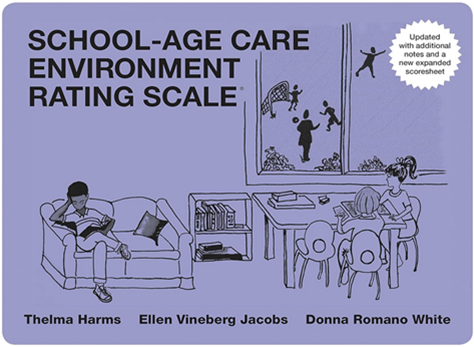 SCHOOL-AGE CARE
ENVIRONMENT
RATING SCALE®
Updated
with additional
notes and a
new expanded
scoresheet
Thelma Harms Ellen Vineberg Jacobs Donna Romano White